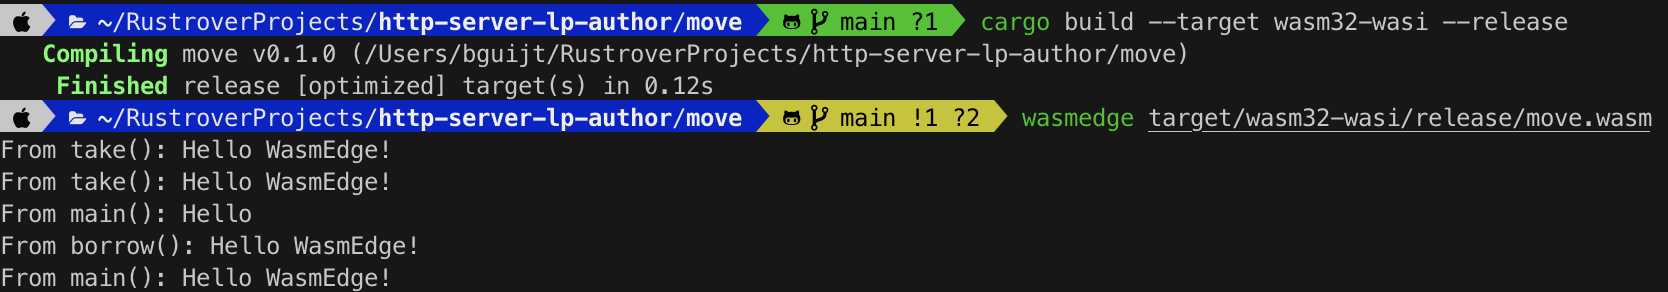 ~/RustroverProjects/http-server-lp-author/move main ?1 cargo build --target wasm32-wasi --release
Compiling move v0.1.0 (/Users/bguijt/RustroverProjects/http-server-lp-author/move)
Finished release [optimized] target(s) in 0.12s
~/RustroverProjects/http-server-lp-author/move main !1 ?2 wasmedge target/wasm32-wasi/release/move.wasm
From take(): Hello WasmEdge!
From take(): Hello WasmEdge!
From main(): Hello
From borrow(): Hello WasmEdge!
From main(): Hello WasmEdge!